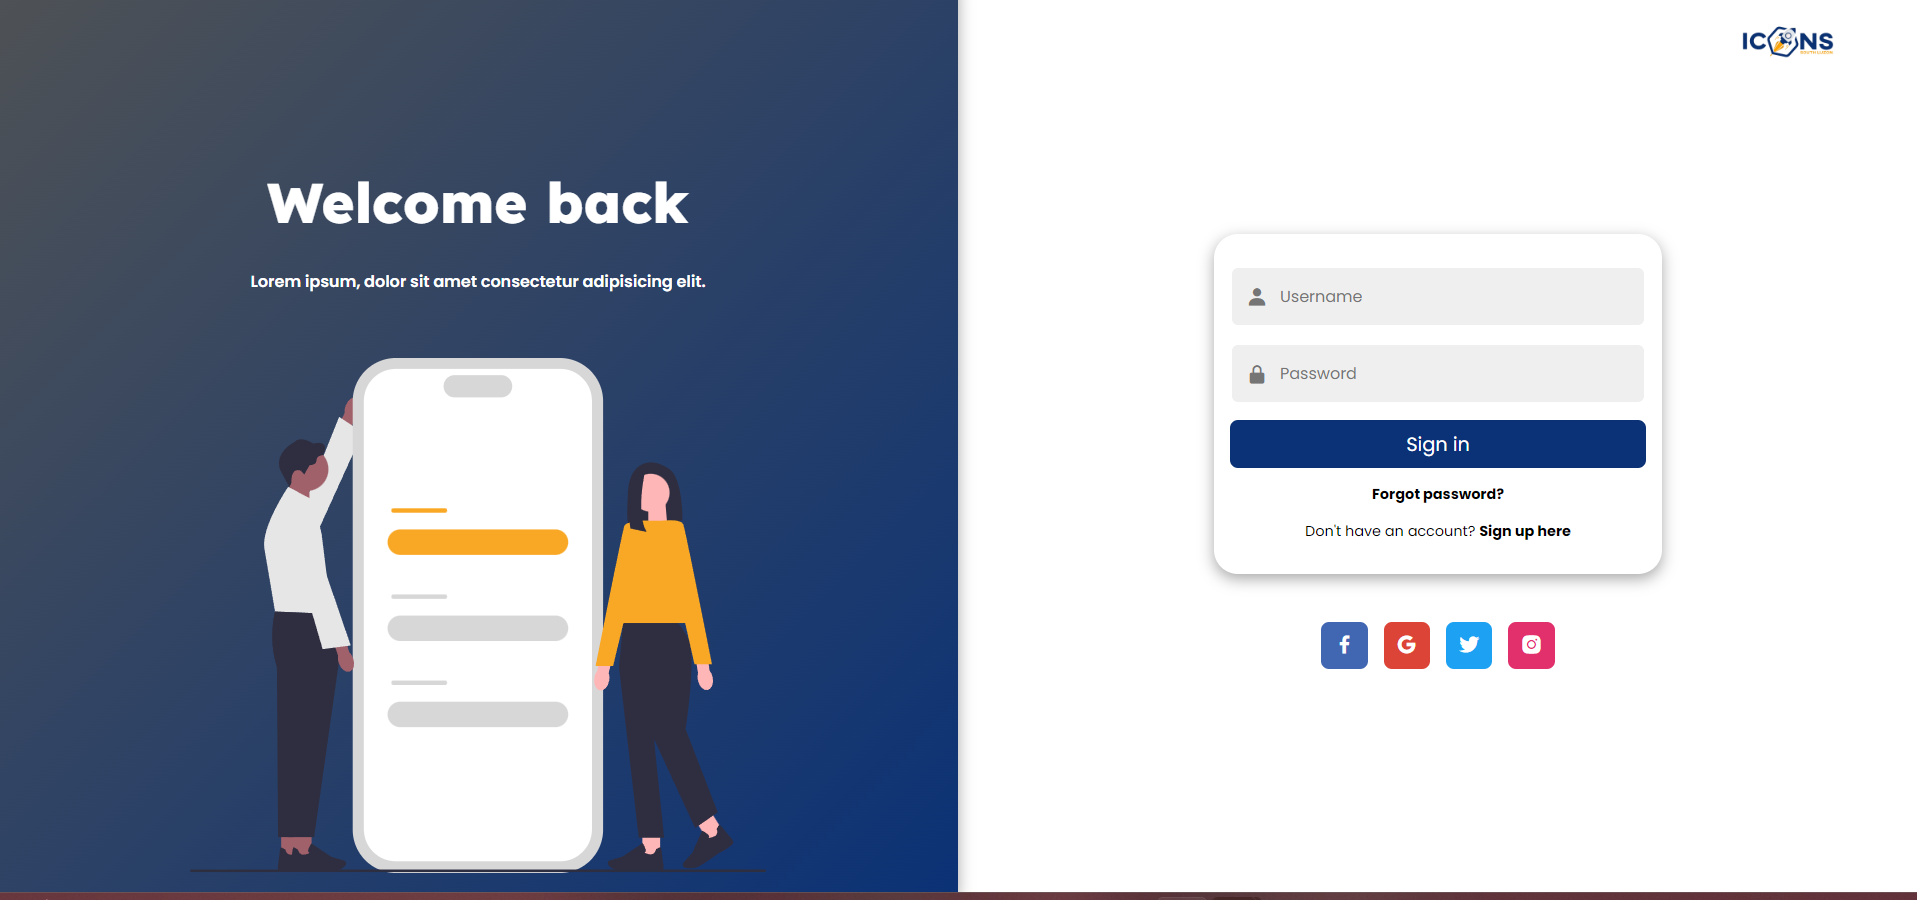 ICONS
Welcome back
Lorem ipsum, dolor sit amet consectetur adipisicing elit.
Username
Password
Sign in
Forgot password?
Don't have an account? Sign up here